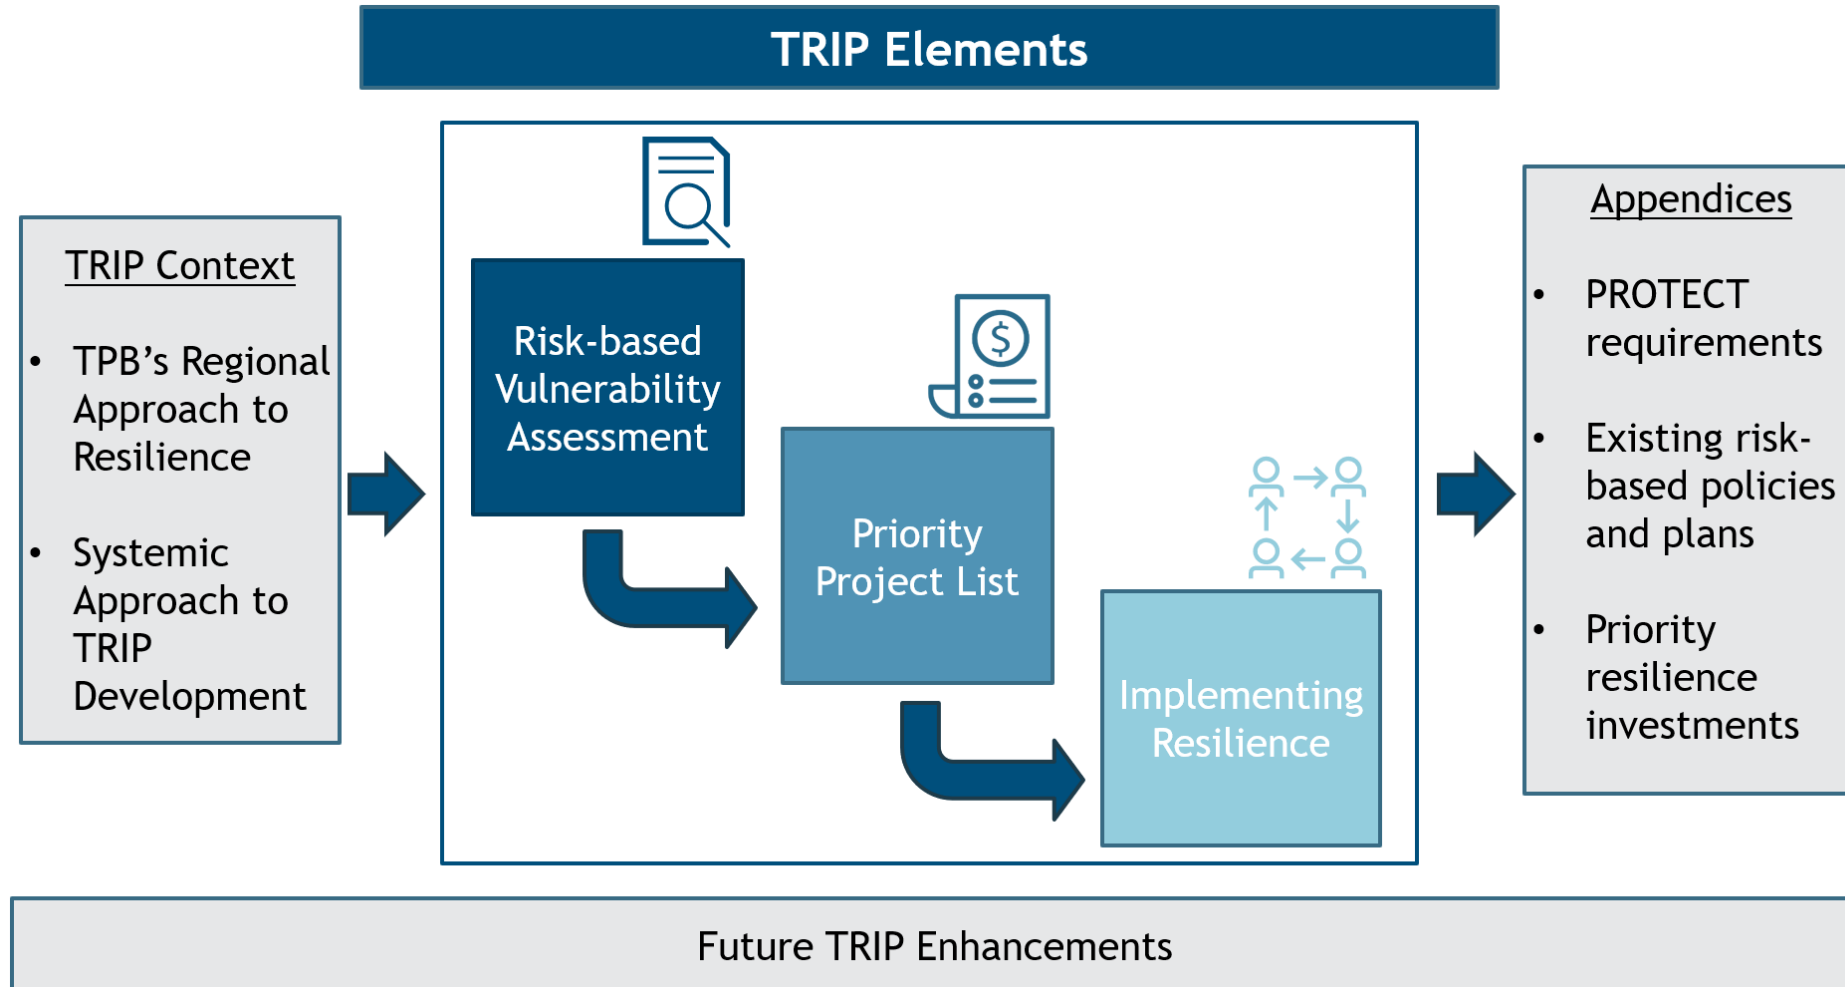 TRIP Elements
TRIP Context
• TPB’s Regional
Approach to
Resilience
• Systemic
Approach to
TRIP
Development
Risk-based
Vulnerability
Assessment
$
Priority
Project List
Implementing
Resilience
Appendices
• PROTECT
requirements
• Existing risk-
based policies
and plans
• Priority
resilience
investments
Future TRIP Enhancements